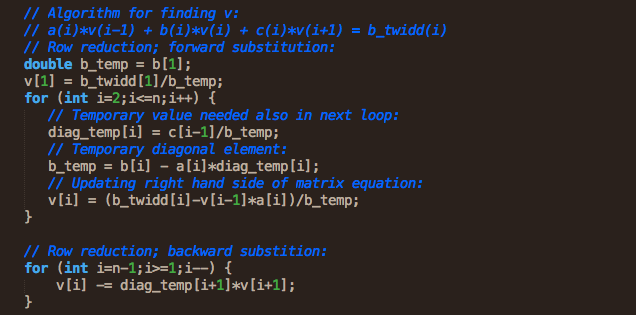 // Algorithm for finding v:
// a(i)*v(i-1) + b(i)*v(i) + c(i)*v(i+1) = b_twidd(i)
// Row reduction; forward substitution:
double b_temp = b[1];
v[1] = b_twidd[1]/b_temp;
for (int i=2;i<=n;i++) {
// Temporary value needed also in next loop:
diag_temp[i] = c[i-1]/b_temp;
// Temporary diagonal element:
b_temp = b[i] - a[i]*diag_temp[i];
// Updating right hand side of matrix equation:
v[i] = (b_twidd[i]-v[i-1]*a[i])/b_temp;
}
// Row reduction; backward substition:
for (int i=n-1;i>=1;i--) {
v[i] -= diag_temp[i+1]*v[i+1];
}